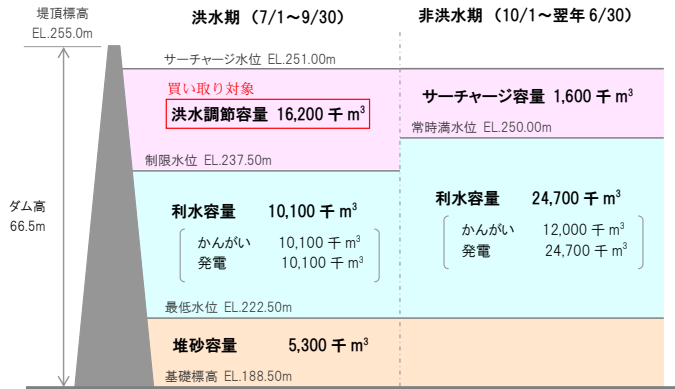 堤頂標高
EL.255.0m
洪水期（7/1～9/30）
非洪水期（10/1～翌年 6/30）
サーチャージ水位 EL.251.00m
買い取り対象
洪水調節容量 16,200 千 m³
サーチャージ容量 1,600 千 m³
常時満水位 EL.250.00m
制限水位 EL.237.50m
ダム高
66.5m
利水容量 10,100 千 m³
かんがい 10,100 千 m³
発電 10,100 千 m³
利水容量 24,700 千 m³
かんがい 12,000 千 m³
発電 24,700 千 m³
最低水位 EL.222.50m
堆砂容量 5,300 千 m³
基礎標高 EL.188.50m